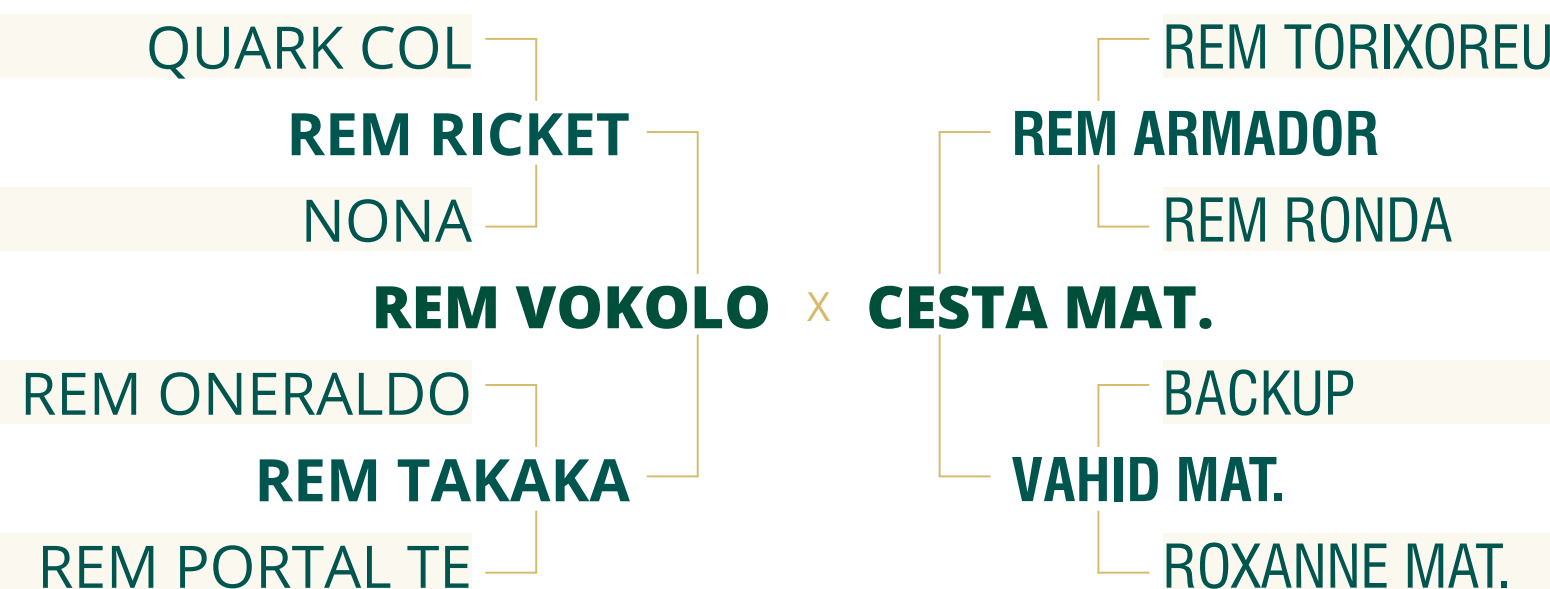 QUARK COL
REM TORIXOREU
REM RICKET
REM ARMADOR
NONA
REM RONDA
REM VOKOLO X CESTA MAT.
REM ONERALDO
BACKUP
REM TAKAKA
VAHID MAT.
REM PORTAL TE
ROXANNE MAT.